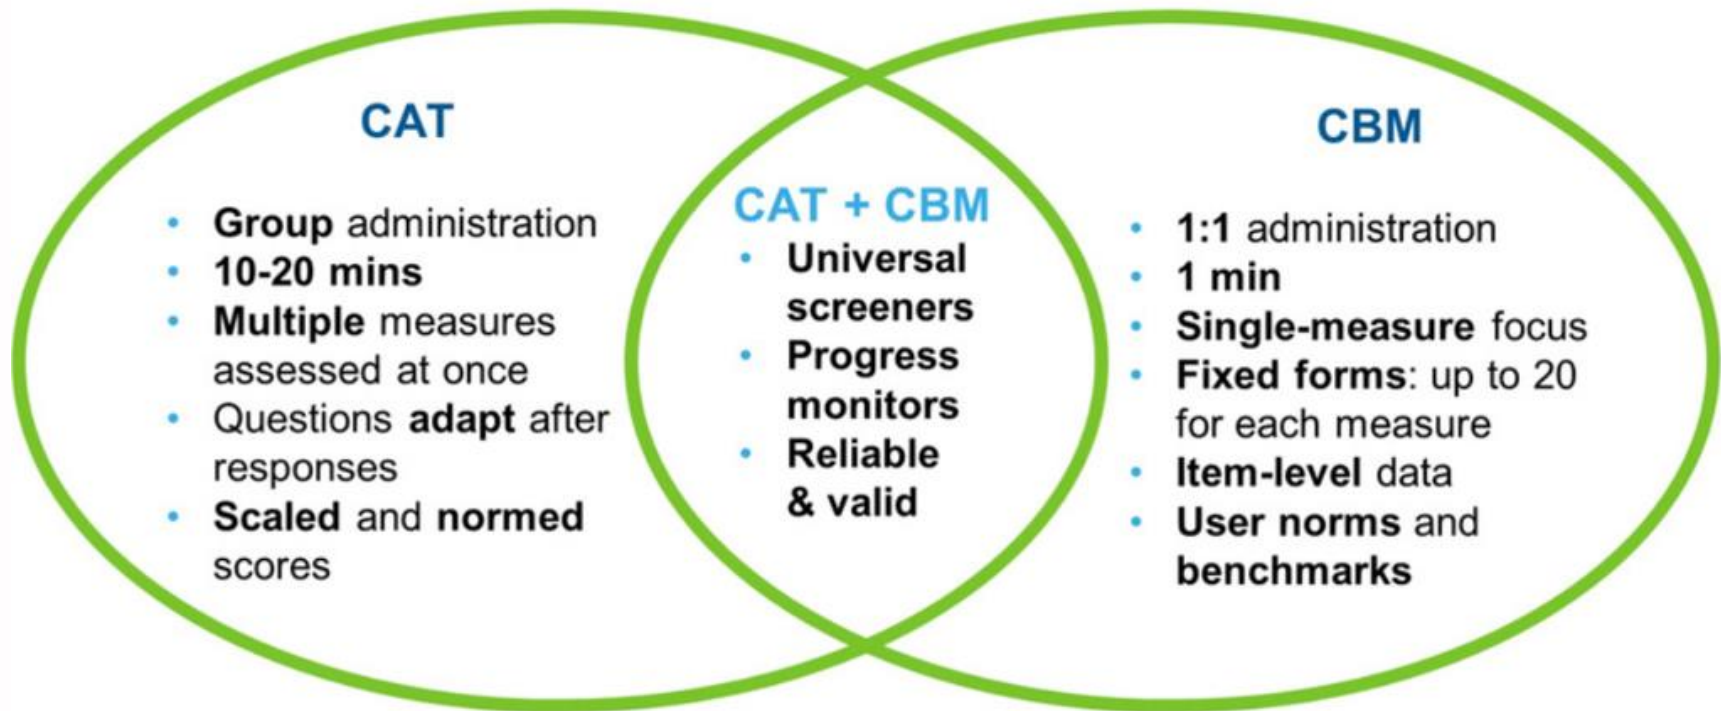 CAT
• Group administration
• 10-20 mins
• Multiple measures
assessed at once
• Questions adapt after
responses
• Scaled and normed
scores
CAT + CBM
• Universal
screeners
• Progress
monitors
• Reliable
& valid
CBM
• 1:1 administration
• 1 min
• Single-measure focus
• Fixed forms: up to 20
for each measure
• Item-level data
• User norms and
benchmarks